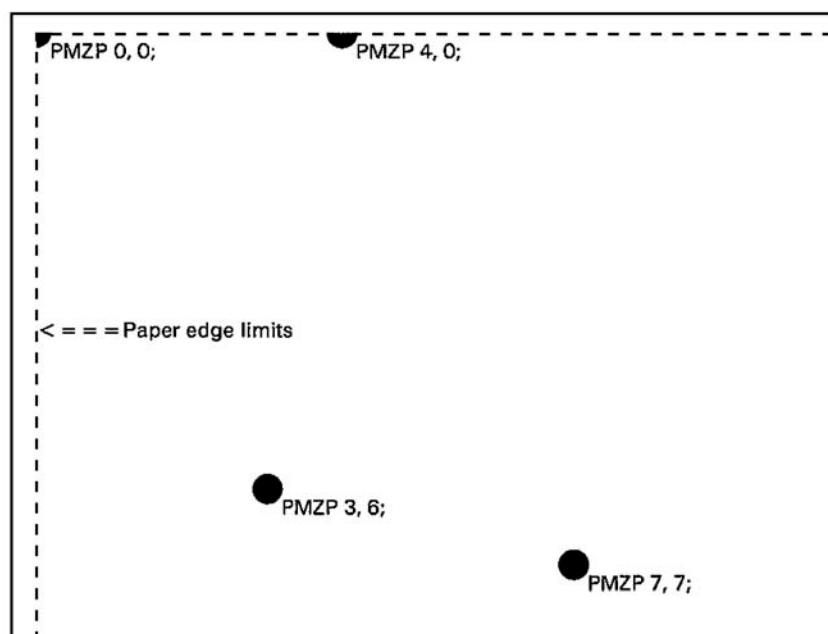 PMZP 0, 0;
PMZP 4, 0;
< = = = Paper edge limits
PMZP 3, 6;
PMZP 7, 7;